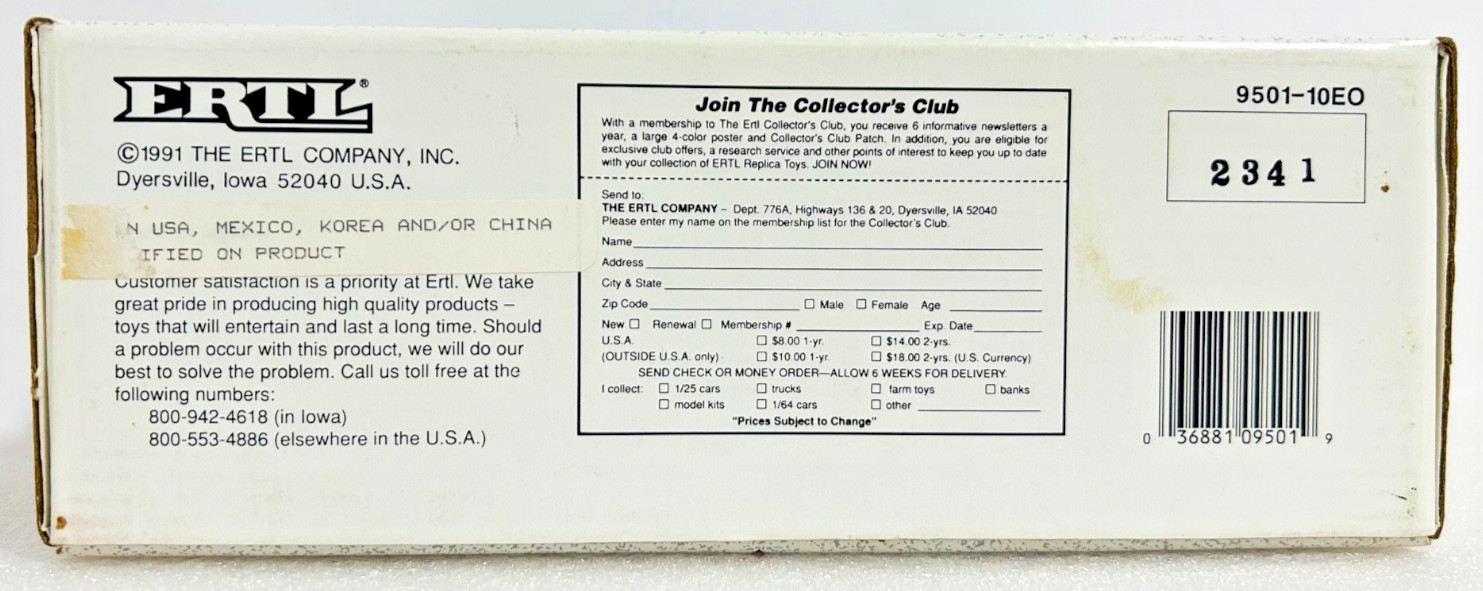 ERTL®
©1991 THE ERTL COMPANY, INC.
Dyersville, Iowa 52040 U.S.A.
N USA, MEXICO, KOREA AND/OR CHINA
IFIED ON PRODUCT
Customer satisfaction is a priority at Ertl. We take
great pride in producing high quality products –
toys that will entertain and last a long time. Should
a problem occur with this product, we will do our
best to solve the problem. Call us toll free at the
following numbers:
800-942-4618 (in Iowa)
800-553-4886 (elsewhere in the U.S.A.)
Join The Collector's Club
With a membership to The Ertl Collector's Club, you receive 6 informative newsletters a
year, a large 4-color poster and Collector's Club Patch. In addition, you are eligible for
exclusive club offers, a research service and other points of interest to keep you up to date
with your collection of ERTL Replica Toys. JOIN NOW!
Send to:
THE ERTL COMPANY – Dept. 776A, Highways 136 & 20, Dyersville, IA 52040
Please enter my name on the membership list for the Collector's Club.
Name
Address
City & State
Zip Code ☐ Male ☐ Female Age
New ☐ Renewal ☐ Membership # Exp. Date
U.S.A. ☐ $8.00 1-yr. ☐ $14.00 2-yrs.
(OUTSIDE U.S.A. only) ☐ $10.00 1-yr. ☐ $18.00 2-yrs. (U.S. Currency)
SEND CHECK OR MONEY ORDER—ALLOW 6 WEEKS FOR DELIVERY.
I collect: ☐ 1/25 cars ☐ trucks ☐ farm toys ☐ banks
☐ model kits ☐ 1/64 cars ☐ other
"Prices Subject to Change"
9501-10EO
2341
0 36881 09501 9